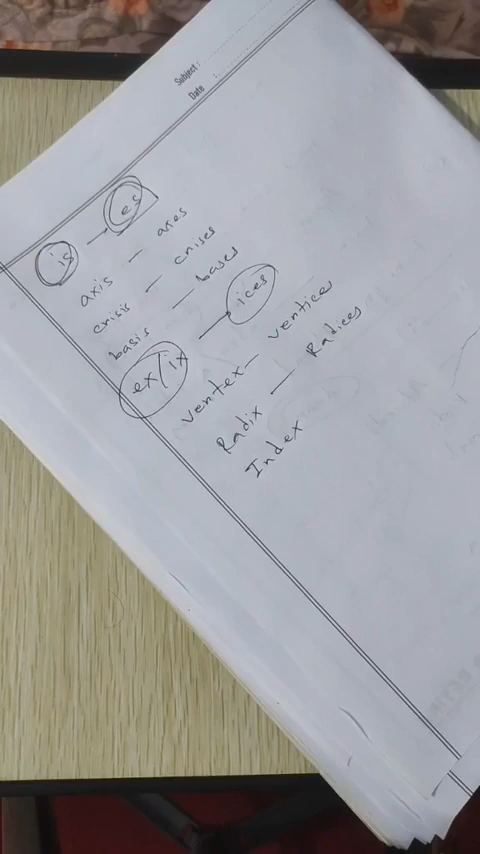 Subject :
Date :
is → es
axis — axes
crisis — crises
basis — bases
ex/ix → ices
vertex — vertices
Radix — Radices
Index